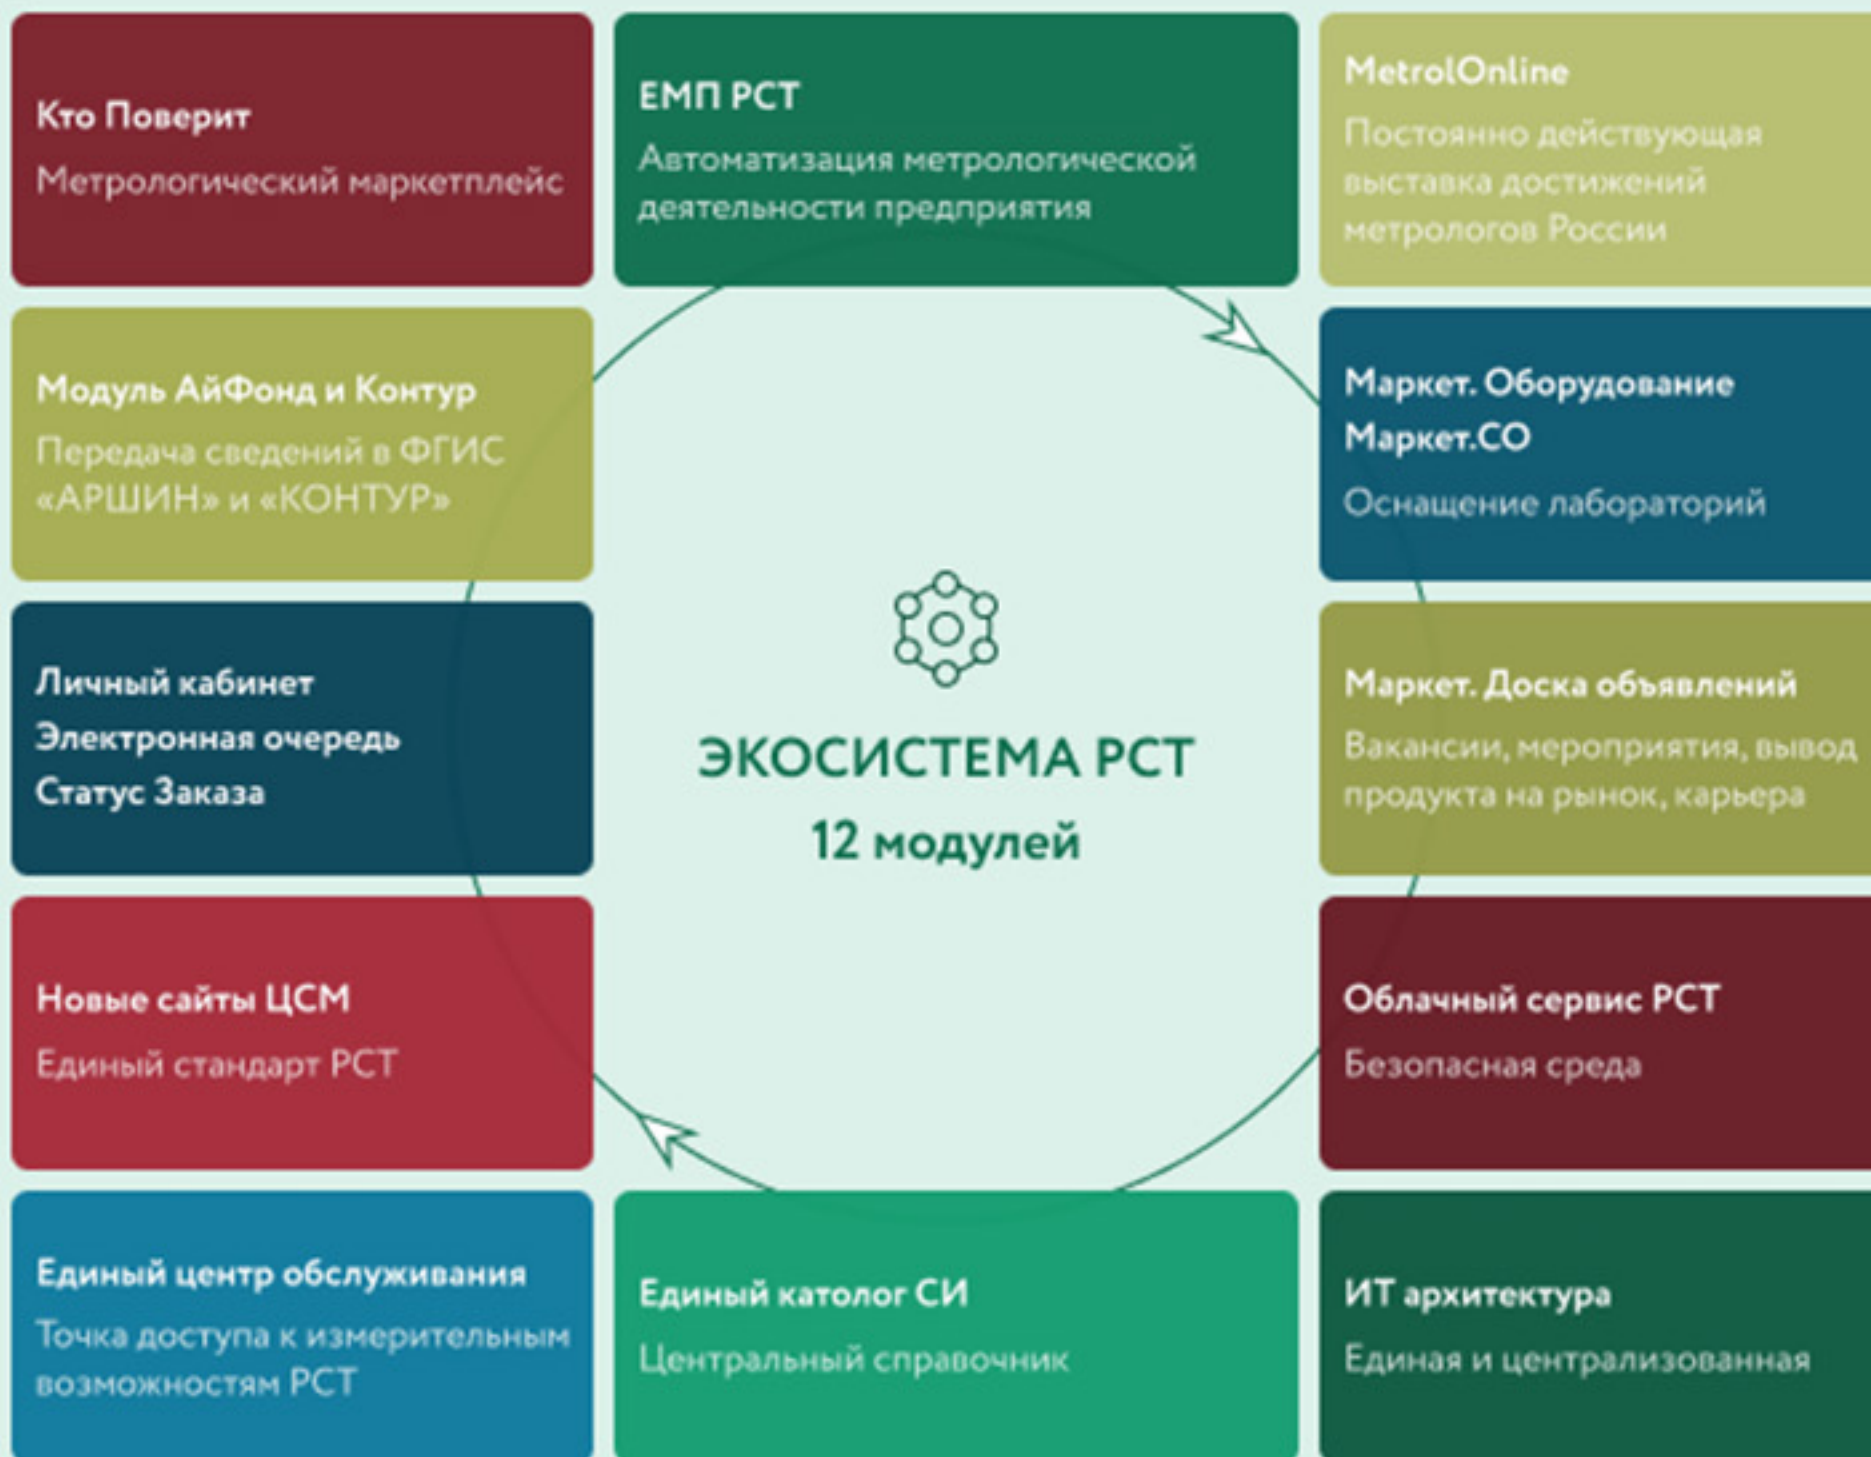 Кто Поверит
Метрологический маркетплейс
ЕМП РСТ
Автоматизация метрологической
деятельности предприятия
MetrolOnline
Постоянно действующая
выставка достижений
метрологов России
Модуль АйФонд и Контур
Передача сведений в ФГИС
«АРШИН» и «КОНТУР»
Маркет. Оборудование
Маркет.СО
Оснащение лабораторий
Личный кабинет
Электронная очередь
Статус Заказа
ЭКОСИСТЕМА РСТ
12 модулей
Маркет. Доска объявлений
Вакансии, мероприятия, вывод
продукта на рынок, карьера
Новые сайты ЦСМ
Единый стандарт РСТ
Облачный сервис РСТ
Безопасная среда
Единый центр обслуживания
Точка доступа к измерительным
возможностям РСТ
Единый католог СИ
Центральный справочник
ИТ архитектура
Единая и централизованная